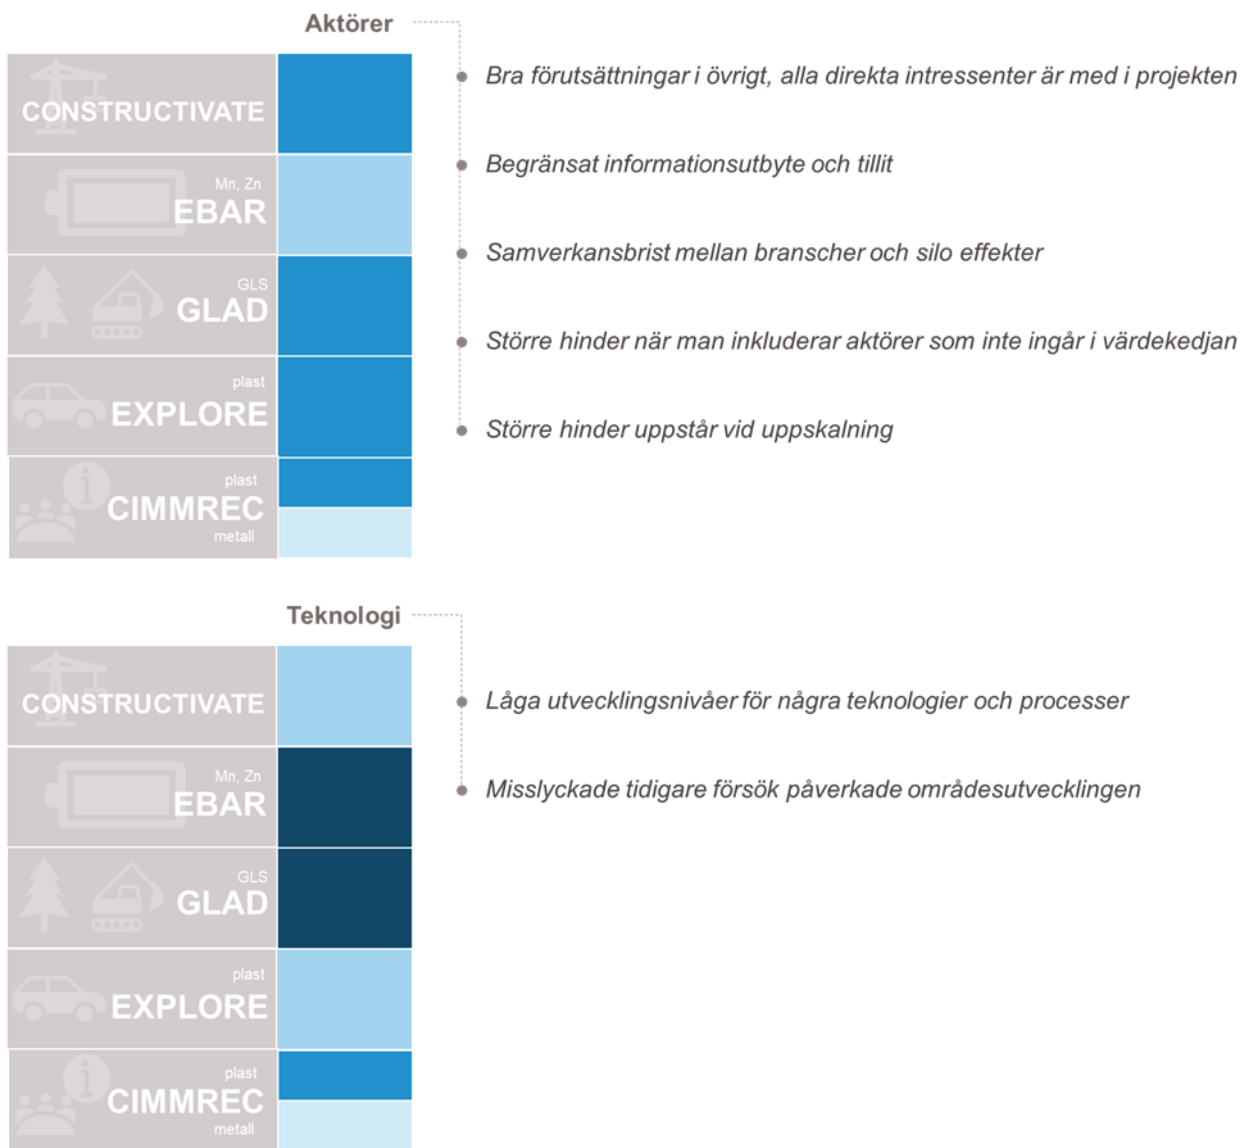 Aktörer
CONSTRUCTIVATE
Mn, Zn
EBAR
GLS
GLAD
plast
EXPLORE
plast
CIMMREC
metall
Bra förutsättningar i övrigt, alla direkta intressenter är med i projekten
Begränsat informationsutbyte och tillit
Samverkansbrist mellan branscher och silo effekter
Större hinder när man inkluderar aktörer som inte ingår i värdekedjan
Större hinder uppstår vid uppskalning
Teknologi
CONSTRUCTIVATE
Mn, Zn
EBAR
GLS
GLAD
plast
EXPLORE
plast
CIMMREC
metall
Låga utvecklingsnivåer för några teknologier och processer
Misslyckade tidigare försök påverkade områdesutvecklingen